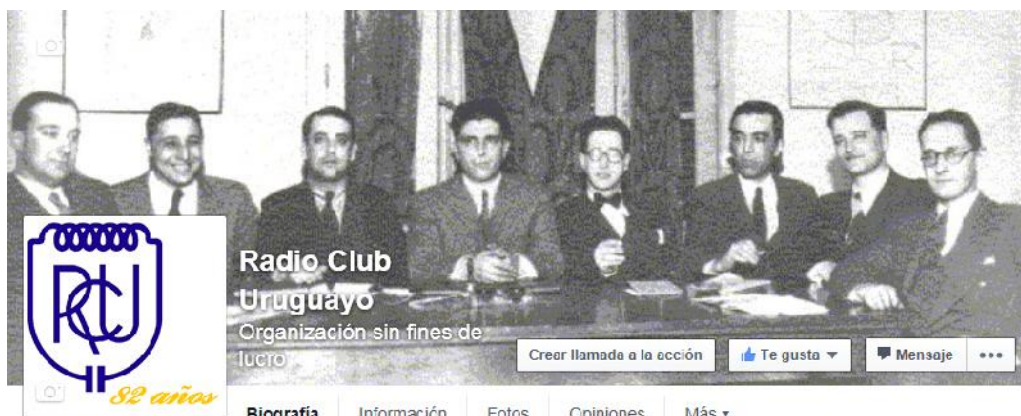 Radio Club
Uruguayo
Organización sin fines de
lucro
Crear llamada a la acción
Te gusta
Mensaje
RCU
82 años
Biografía
Información
Fotos
Opiniones
Más